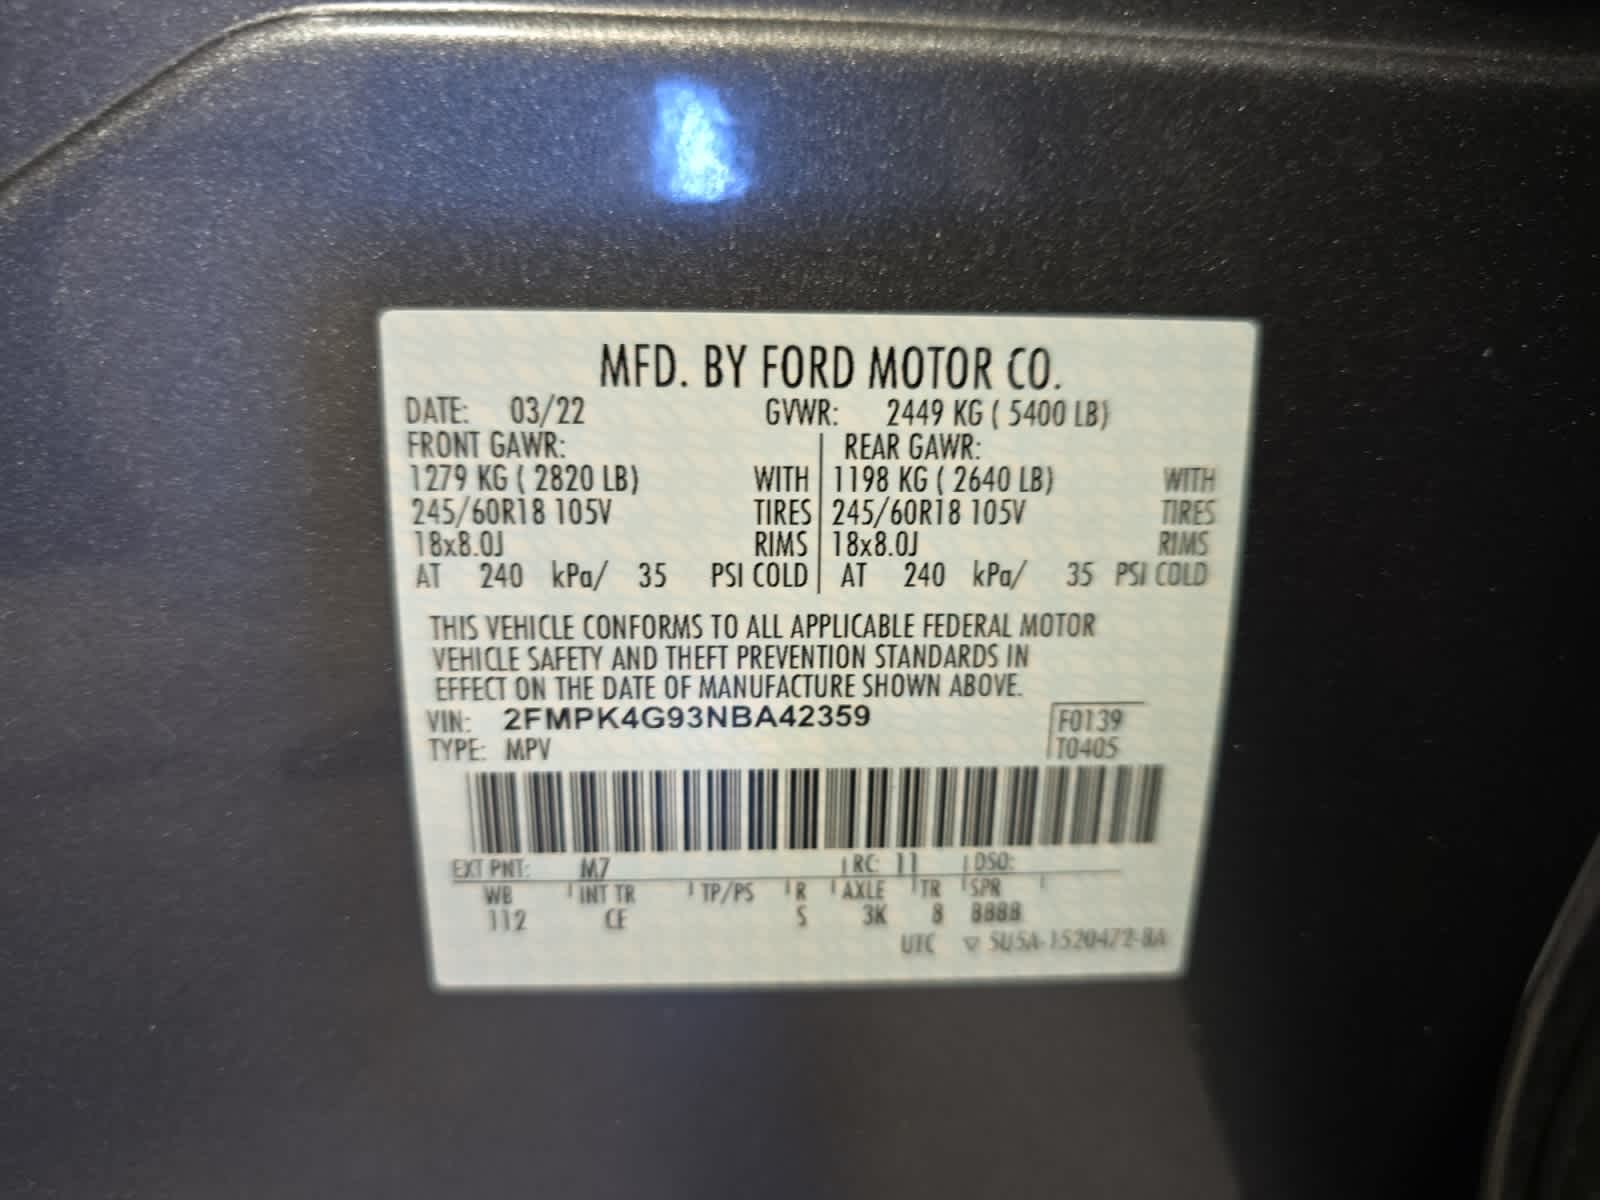 MFD. BY FORD MOTOR CO.
DATE: 03/22 GVWR: 2449 KG ( 5400 LB)
FRONT GAWR: REAR GAWR:
1279 KG ( 2820 LB) WITH 1198 KG ( 2640 LB) WITH
245/60R18 105V TIRES 245/60R18 105V TIRES
18x8.0J RIMS 18x8.0J RIMS
AT 240 kPa/ 35 PSI COLD AT 240 kPa/ 35 PSI COLD
THIS VEHICLE CONFORMS TO ALL APPLICABLE FEDERAL MOTOR
VEHICLE SAFETY AND THEFT PREVENTION STANDARDS IN
EFFECT ON THE DATE OF MANUFACTURE SHOWN ABOVE.
VIN: 2FMPK4G93NBA42359 F0139
TYPE: MPV T0405
EXT PNT: M7 RC: 11 DSO:
WB INT TR TP/PS R AXLE TR SPR
112 CE S 3K 8 8888
UTC ▽ 5U5A-1520472-BA